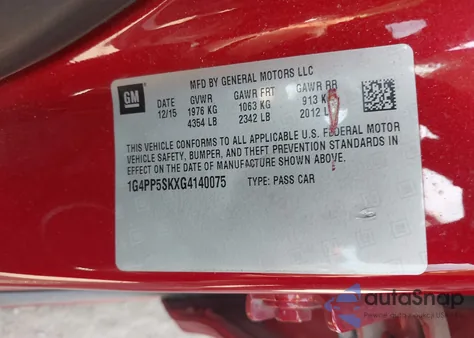 MFD BY GENERAL MOTORS LLC
GM
DATE GVWR GAWR FRT GAWR RR
12/15 1976 KG 1063 KG 913 KG
4354 LB 2342 LB 2012 LB
THIS VEHICLE CONFORMS TO ALL APPLICABLE U.S. FEDERAL MOTOR
VEHICLE SAFETY, BUMPER, AND THEFT PREVENTION STANDARDS IN
EFFECT ON THE DATE OF MANUFACTURE SHOWN ABOVE.
1G4PP5SKXG4140075 TYPE: PASS CAR
autoSnap